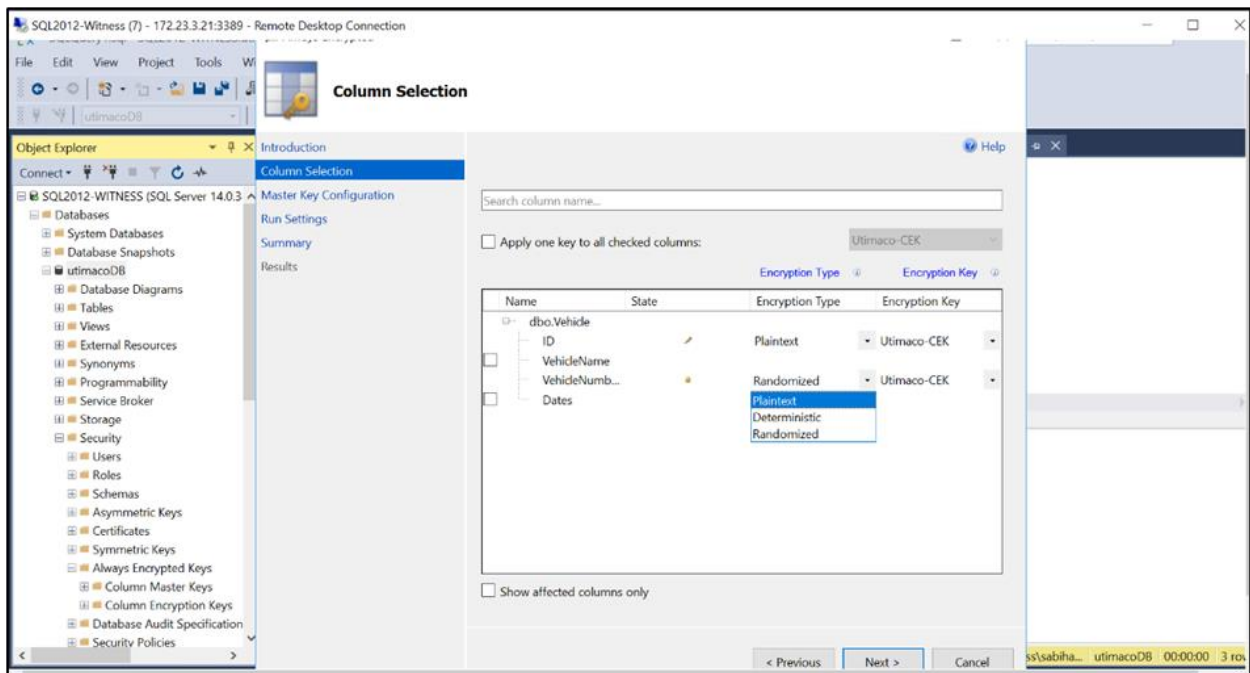 SQL2012-Witness (7) - 172.23.3.21:3389 - Remote Desktop Connection
File Edit View Project Tools
utimacoDB
Object Explorer
Connect
SQL2012-WITNESS (SQL Server 14.0.3
Databases
System Databases
Database Snapshots
utimacoDB
Database Diagrams
Tables
Views
External Resources
Synonyms
Programmability
Service Broker
Storage
Security
Users
Roles
Schemas
Asymmetric Keys
Certificates
Symmetric Keys
Always Encrypted Keys
Column Master Keys
Column Encryption Keys
Database Audit Specification
Security Policies
Column Selection
Introduction
Column Selection
Master Key Configuration
Run Settings
Summary
Results
Help
Search column name...
Apply one key to all checked columns: Utimaco-CEK
Encryption Type Encryption Key
Name State Encryption Type Encryption Key
dbo.Vehicle
ID Plaintext Utimaco-CEK
VehicleName
VehicleNumb... Randomized Utimaco-CEK
Dates
Plaintext
Deterministic
Randomized
Show affected columns only
< Previous Next > Cancel
ss\sabiha... utimacoDB 00:00:00 3 rov